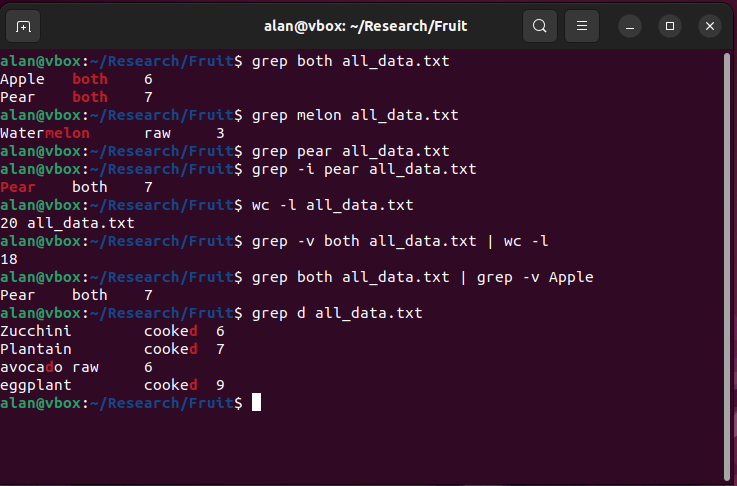 alan@vbox: ~/Research/Fruit
alan@vbox:~/Research/Fruit$ grep both all_data.txt
Apple   both    6
Pear    both    7
alan@vbox:~/Research/Fruit$ grep melon all_data.txt
Watermelon      raw     3
alan@vbox:~/Research/Fruit$ grep pear all_data.txt
alan@vbox:~/Research/Fruit$ grep -i pear all_data.txt
Pear    both    7
alan@vbox:~/Research/Fruit$ wc -l all_data.txt
20 all_data.txt
alan@vbox:~/Research/Fruit$ grep -v both all_data.txt | wc -l
18
alan@vbox:~/Research/Fruit$ grep both all_data.txt | grep -v Apple
Pear    both    7
alan@vbox:~/Research/Fruit$ grep d all_data.txt
Zucchini        cooked  6
Plantain        cooked  7
avocado raw     6
eggplant        cooked  9
alan@vbox:~/Research/Fruit$